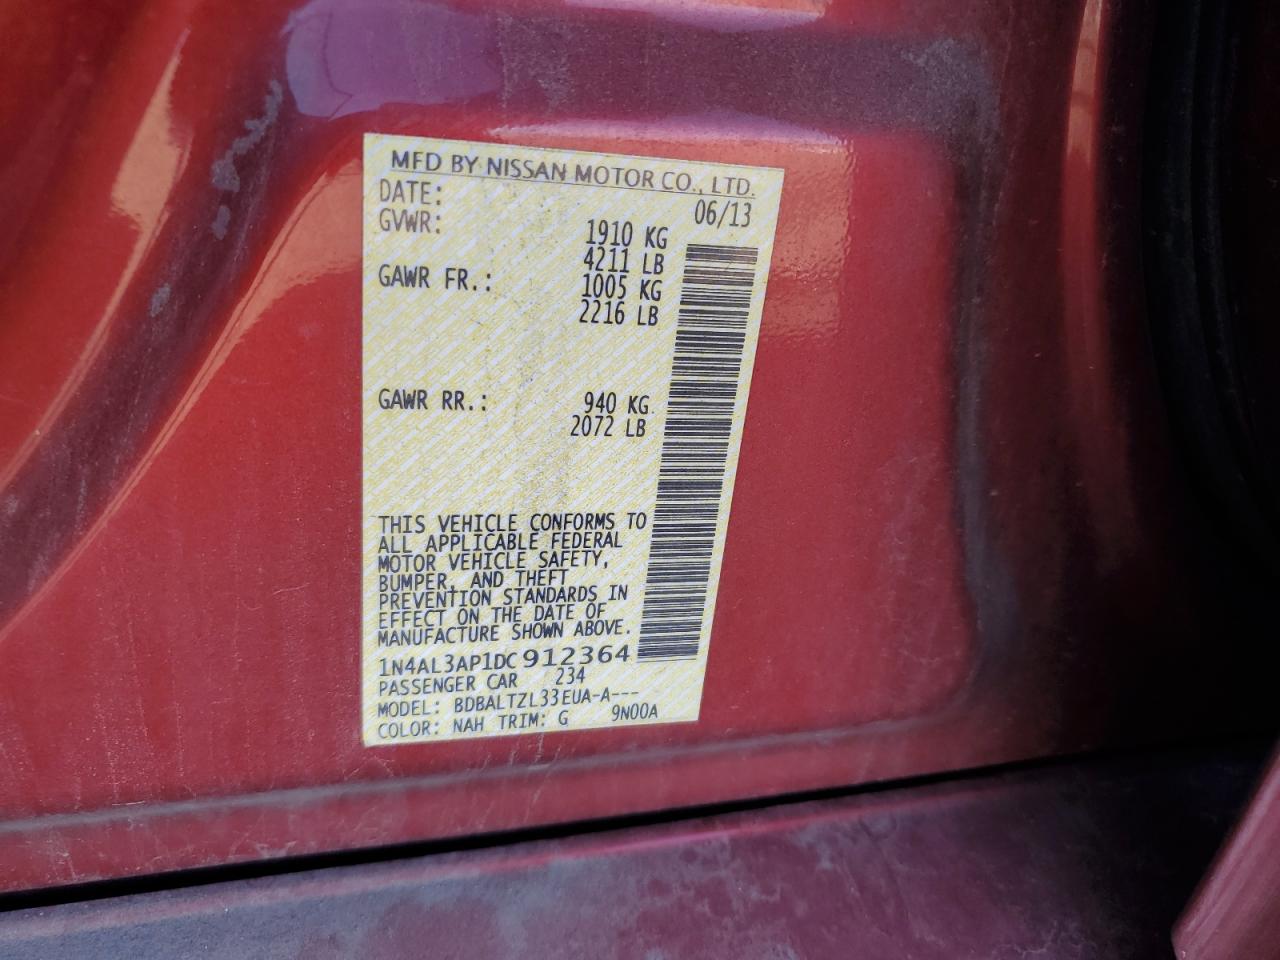 MFD BY NISSAN MOTOR CO., LTD.
DATE: 06/13
GVWR: 1910 KG
4211 LB
GAWR FR.: 1005 KG
2216 LB
GAWR RR.: 940 KG
2072 LB
THIS VEHICLE CONFORMS TO
ALL APPLICABLE FEDERAL
MOTOR VEHICLE SAFETY,
BUMPER, AND THEFT
PREVENTION STANDARDS IN
EFFECT ON THE DATE OF
MANUFACTURE SHOWN ABOVE.
1N4AL3AP1DC912364
PASSENGER CAR 234
MODEL: BDBALTZL33EUA-A---
COLOR: NAH TRIM: G 9N00A